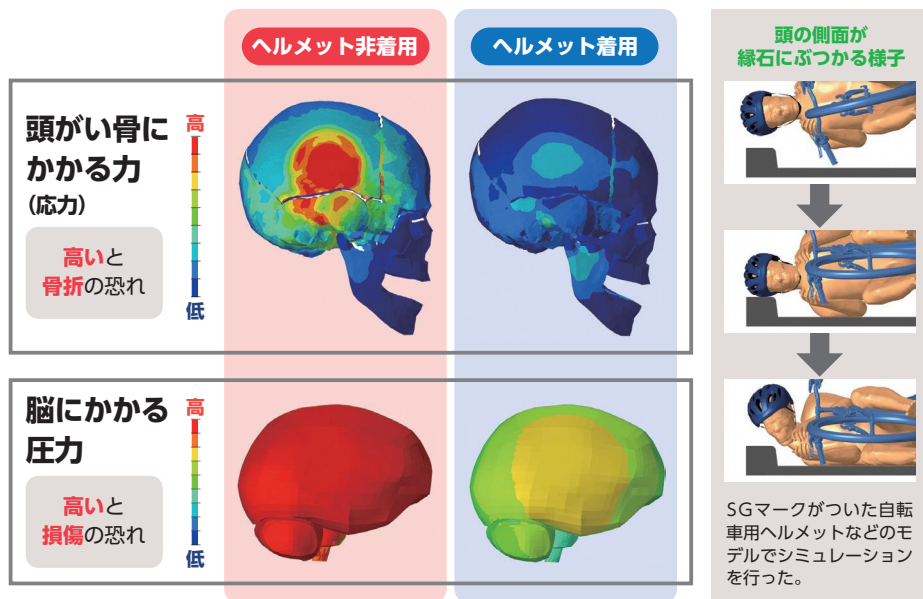 ヘルメット非着用
ヘルメット着用
頭がい骨に
かかる力
(応力)
高いと
骨折の恐れ
高
低
脳にかかる
圧力
高いと
損傷の恐れ
高
低
頭の側面が
縁石にぶつかる様子
SGマークがついた自転
車用ヘルメットなどのモ
デルでシミュレーション
を行った。